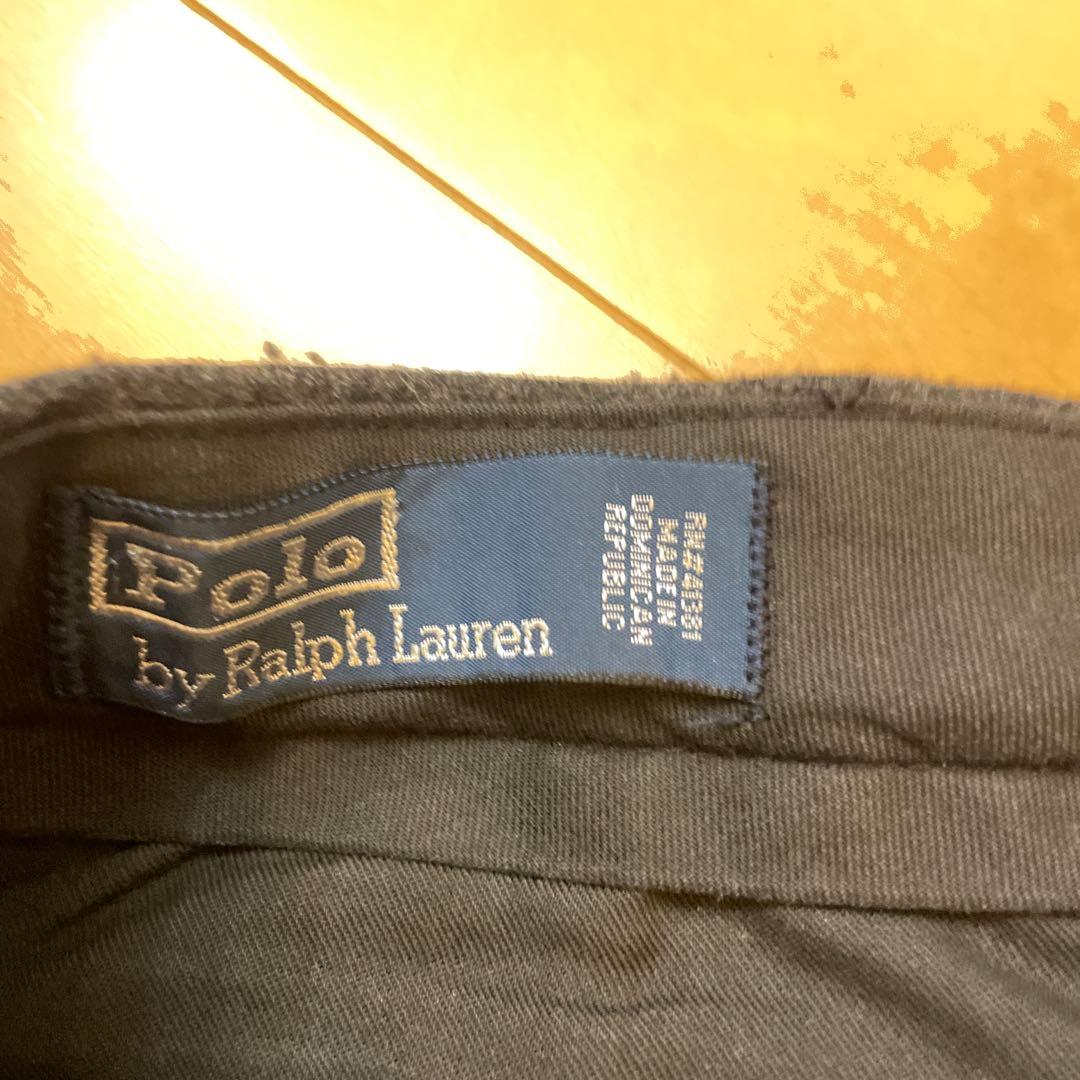 Polo
by Ralph Lauren
RN#41381
MADE IN
DOMINICAN
REPUBLIC